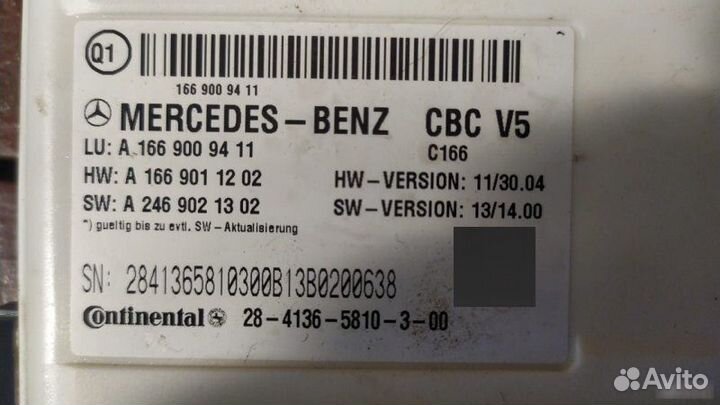 Q1
166 900 94 11
MERCEDES-BENZ CBC V5
C166
LU: A 166 900 94 11
HW: A 166 901 12 02 HW-VERSION: 11/30.04
SW: A 246 902 13 02 SW-VERSION: 13/14.00
*) gueltig bis zu evtl. SW-Aktualisierung
SN: 2841365810300B13B0200638
Continental 28-4136-5810-3-00
Avito